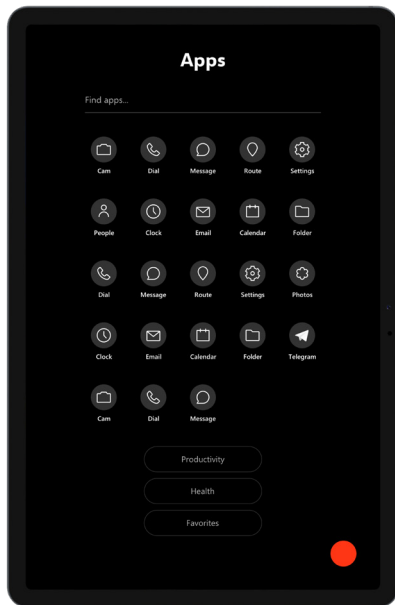 Apps
Find apps...
Cam Dial Message Route Settings
People Clock Email Calendar Folder
Dial Message Route Settings Photos
Clock Email Calendar Folder Telegram
Cam Dial Message
Productivity
Health
Favorites